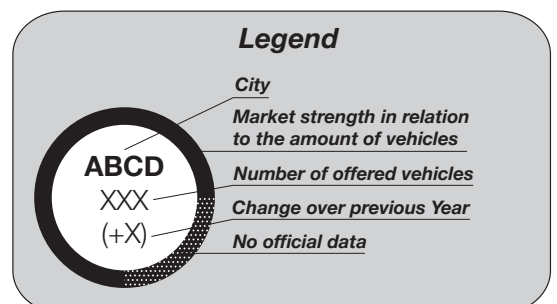 Legend
City
Market strength in relation
to the amount of vehicles
ABCD
XXX
(+X)
Number of offered vehicles
Change over previous Year
No official data